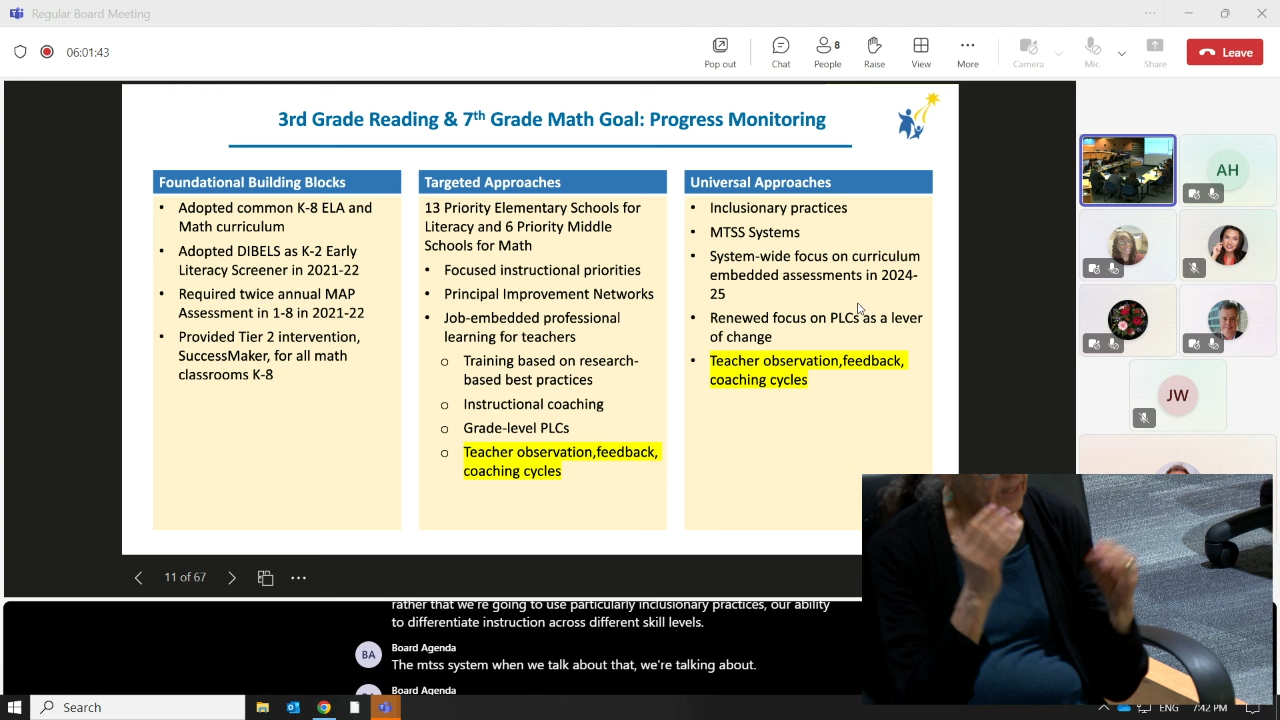 Regular Board Meeting
06:01:43
Pop out
Chat
8
People
Raise
View
More
Camera
Mic
Share
Leave
3rd Grade Reading & 7th Grade Math Goal: Progress Monitoring
Foundational Building Blocks
• Adopted common K-8 ELA and
Math curriculum
• Adopted DIBELS as K-2 Early
Literacy Screener in 2021-22
• Required twice annual MAP
Assessment in 1-8 in 2021-22
• Provided Tier 2 intervention,
SuccessMaker, for all math
classrooms K-8
Targeted Approaches
13 Priority Elementary Schools for
Literacy and 6 Priority Middle
Schools for Math
• Focused instructional priorities
• Principal Improvement Networks
• Job-embedded professional
learning for teachers
o Training based on research-
based best practices
o Instructional coaching
o Grade-level PLCs
o Teacher observation,feedback,
coaching cycles
Universal Approaches
• Inclusionary practices
• MTSS Systems
• System-wide focus on curriculum
embedded assessments in 2024-
25
• Renewed focus on PLCs as a lever
of change
• Teacher observation,feedback,
coaching cycles
AH
JW
11 of 67
rather that we're going to use particularly inclusionary practices, our ability
to differentiate instruction across different skill levels.
BA
Board Agenda
The mtss system when we talk about that, we're talking about.
Board Agenda
Search
ENG
7:42 PM